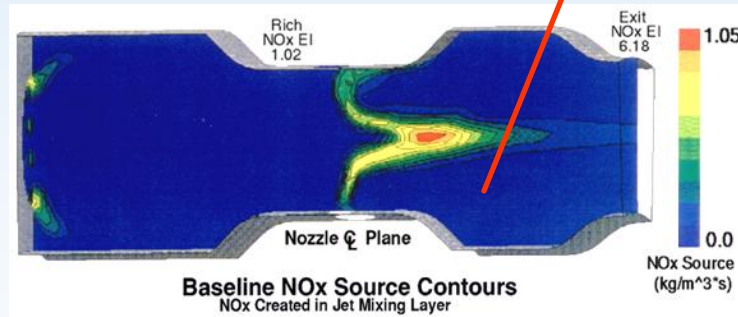 Rich
NOx EI
1.02
Exit
NOx EI
6.18
1.05
0.0
NOx Source
(kg/m^3*s)
Nozzle ℄ Plane
Baseline NOx Source Contours
NOx Created in Jet Mixing Layer